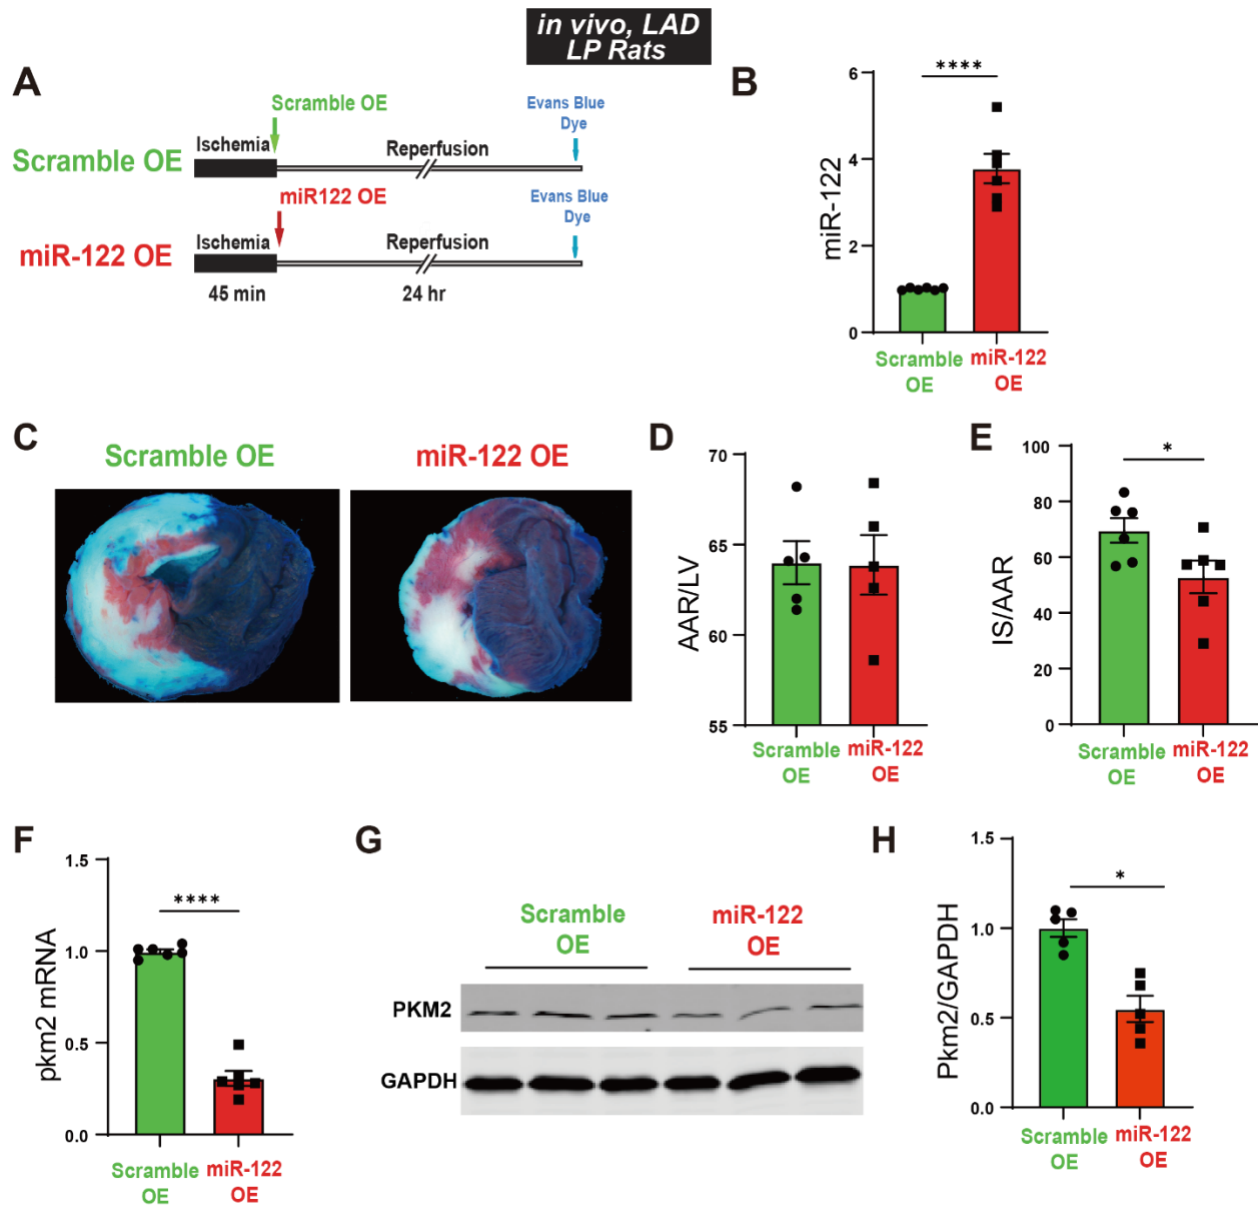 in vivo, LAD
LP Rats
A
Scramble OE
Evans Blue
Dye
Ischemia
Reperfusion
Scramble OE
miR122 OE
Evans Blue
Dye
Ischemia
Reperfusion
miR-122 OE
45 min
24 hr
B
****
miR-122
6
4
2
0
Scramble
OE
miR-122
OE
C
Scramble OE
miR-122 OE
D
AAR/LV
70
65
60
55
Scramble
OE
miR-122
OE
E
*
IS/AAR
100
80
60
40
20
0
Scramble
OE
miR-122
OE
F
****
pkm2 mRNA
1.5
1.0
0.5
0.0
Scramble
OE
miR-122
OE
G
Scramble
OE
miR-122
OE
PKM2
GAPDH
H
*
Pkm2/GAPDH
1.5
1.0
0.5
0.0
Scramble
OE
miR-122
OE